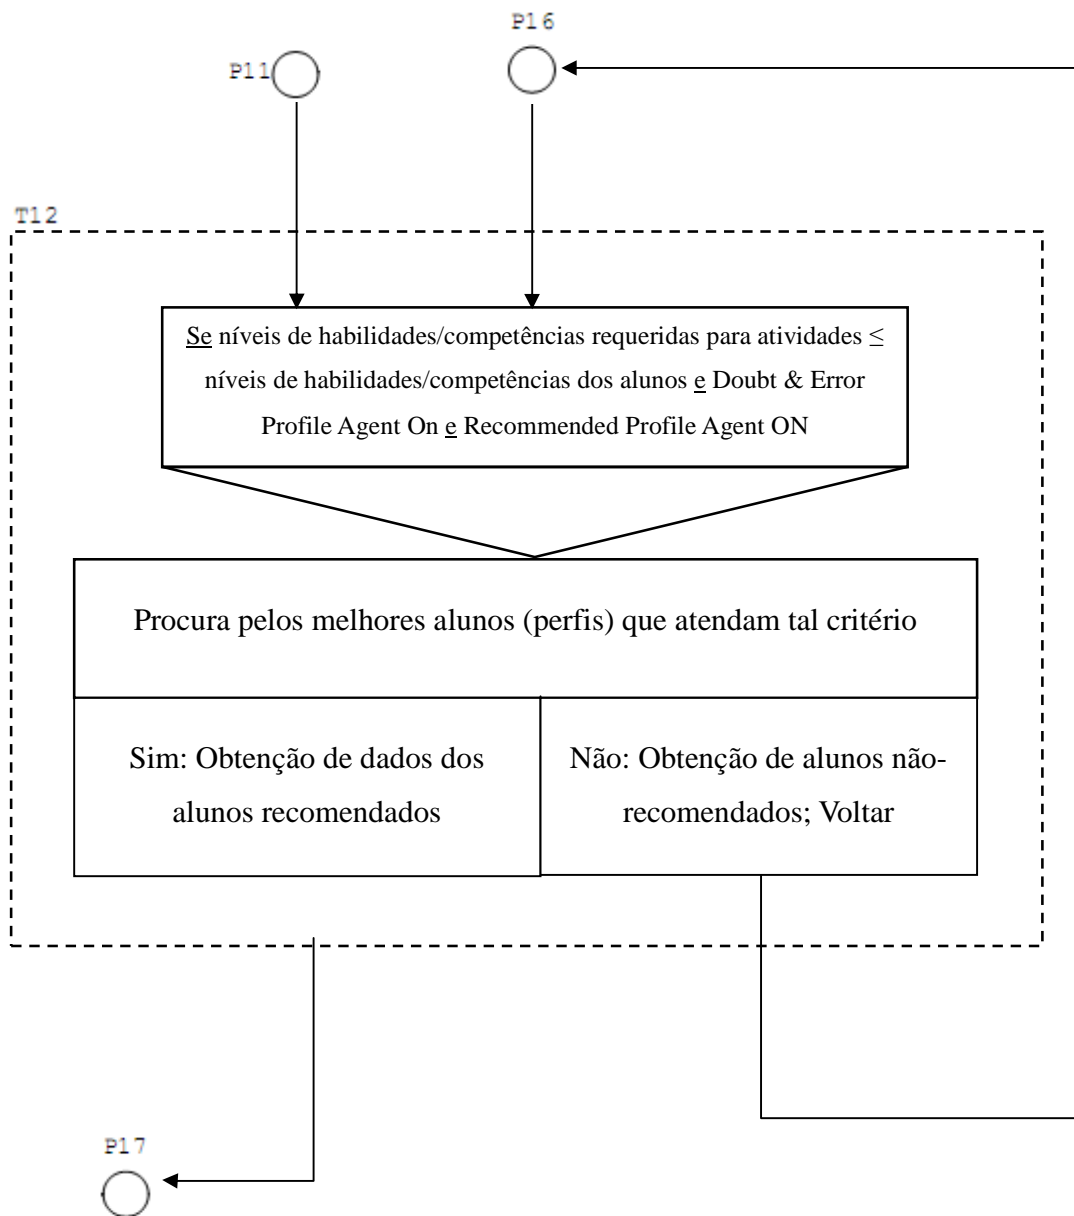 P16
P11
T12
Se níveis de habilidades/competências requeridas para atividades ≤
níveis de habilidades/competências dos alunos e Doubt & Error
Profile Agent On e Recommended Profile Agent ON
Procura pelos melhores alunos (perfis) que atendam tal critério
Sim: Obtenção de dados dos
alunos recomendados
Não: Obtenção de alunos não-
recomendados; Voltar
P17